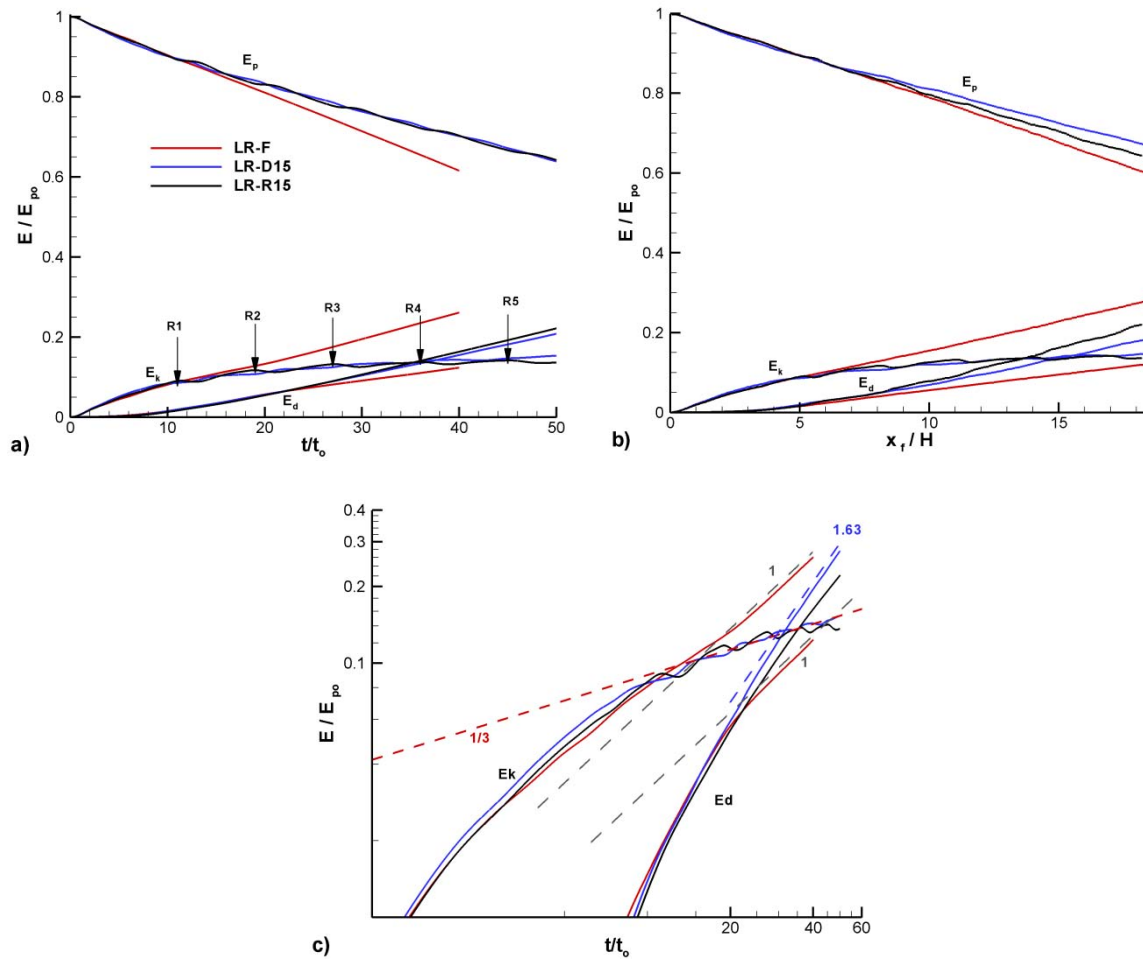 1
0.8
0.6
0.4
0.2
0
E / E_po
E_p
LR-F
LR-D15
LR-R15
R1
R2
R3
R4
R5
E_k
E_d
0 10 20 30 40 50
t/t_o
a)
1
0.8
0.6
0.4
0.2
0
E / E_po
E_p
E_k
E_d
0 5 10 15
x_f / H
b)
0.4
0.3
0.2
0.1
E / E_po
1.63
1
1
1/3
Ek
Ed
20 40 60
t/t_o
c)